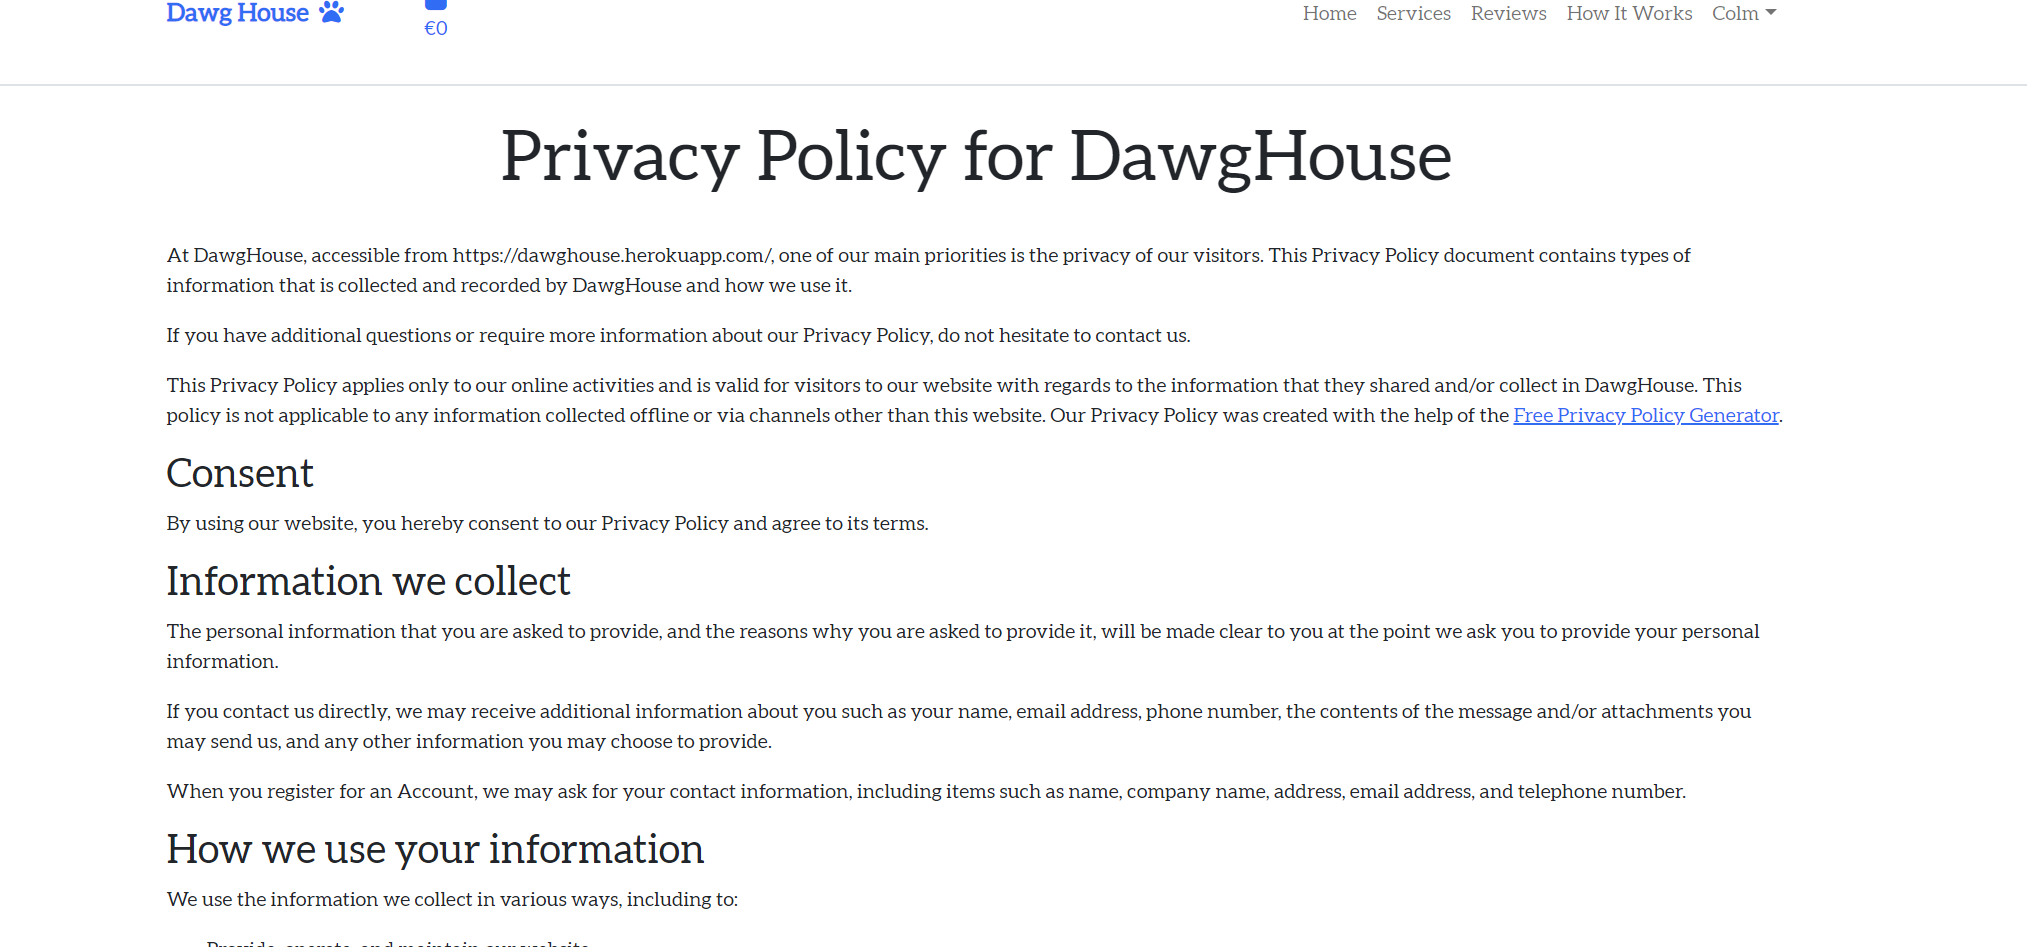 Dawg House
€0
Home Services Reviews How It Works Colm
Privacy Policy for DawgHouse
At DawgHouse, accessible from https://dawghouse.herokuapp.com/, one of our main priorities is the privacy of our visitors. This Privacy Policy document contains types of
information that is collected and recorded by DawgHouse and how we use it.
If you have additional questions or require more information about our Privacy Policy, do not hesitate to contact us.
This Privacy Policy applies only to our online activities and is valid for visitors to our website with regards to the information that they shared and/or collect in DawgHouse. This
policy is not applicable to any information collected offline or via channels other than this website. Our Privacy Policy was created with the help of the Free Privacy Policy Generator.
Consent
By using our website, you hereby consent to our Privacy Policy and agree to its terms.
Information we collect
The personal information that you are asked to provide, and the reasons why you are asked to provide it, will be made clear to you at the point we ask you to provide your personal
information.
If you contact us directly, we may receive additional information about you such as your name, email address, phone number, the contents of the message and/or attachments you
may send us, and any other information you may choose to provide.
When you register for an Account, we may ask for your contact information, including items such as name, company name, address, email address, and telephone number.
How we use your information
We use the information we collect in various ways, including to:
Provide, operate, and maintain our website